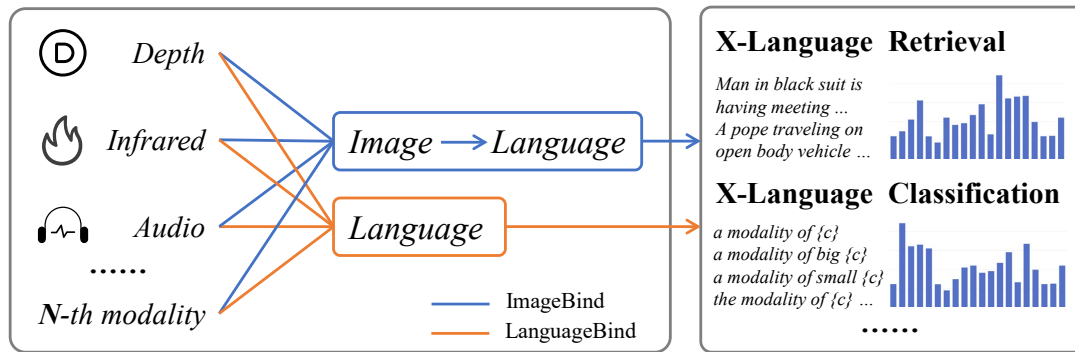 D
Depth
Infrared
Audio
......
N-th modality
Image
Language
Language
ImageBind
LanguageBind
X-Language Retrieval
Man in black suit is
having meeting ...
A pope traveling on
open body vehicle ...
X-Language Classification
a modality of {c}
a modality of big {c}
a modality of small {c}
the modality of {c} ...
......